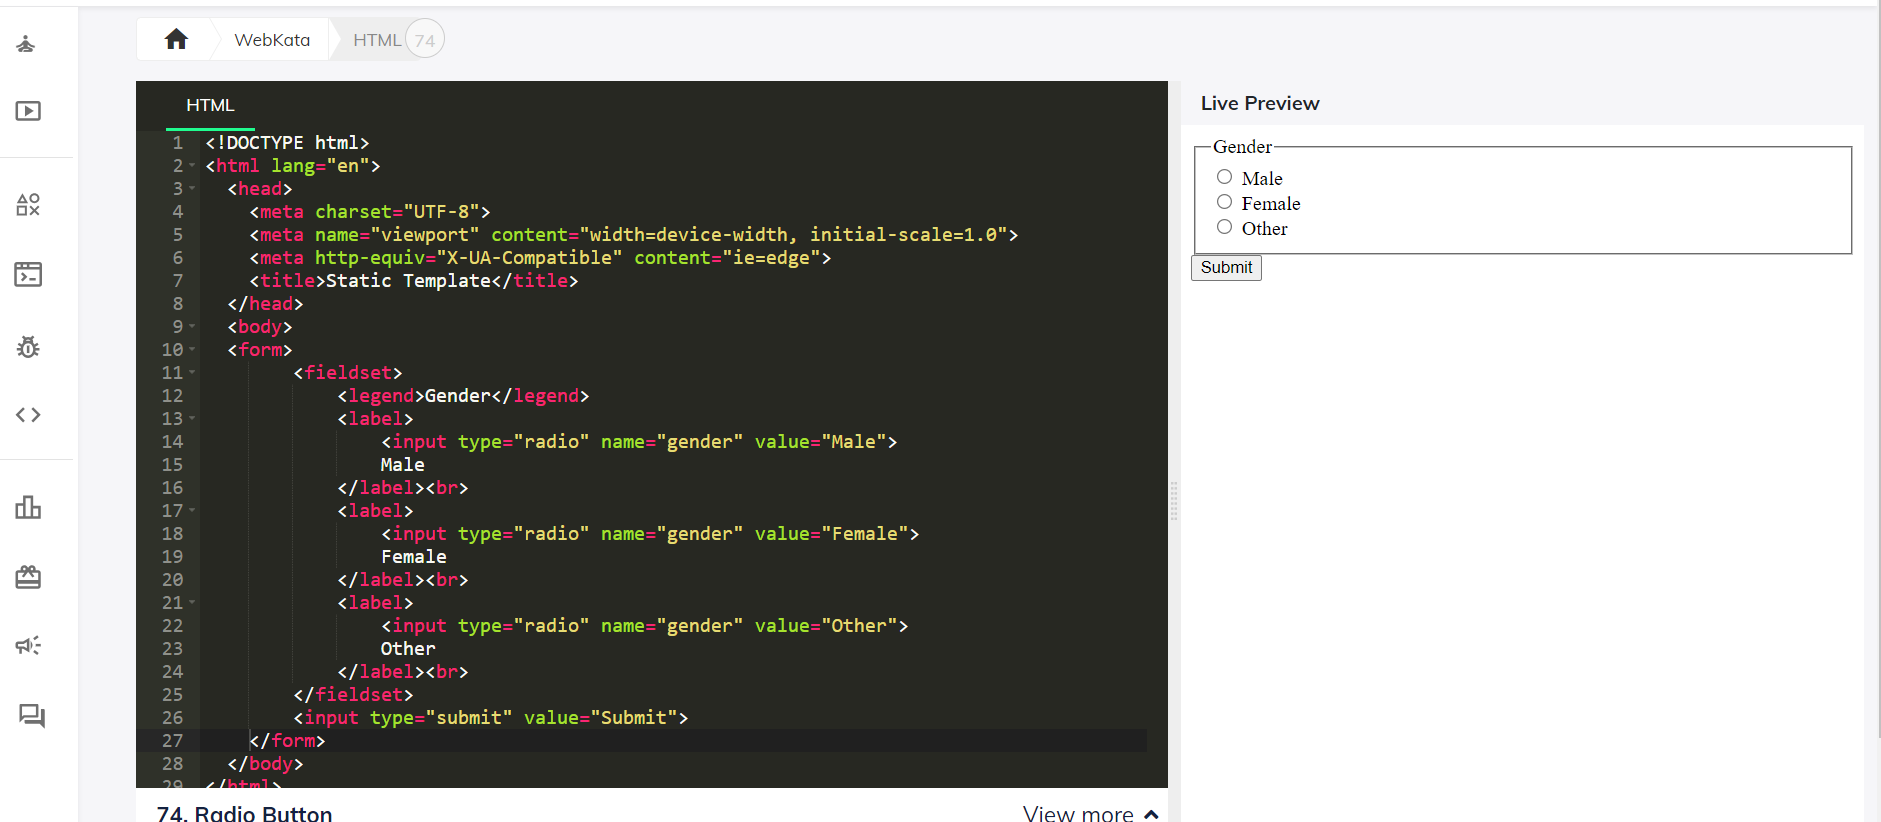 WebKata
HTML 74
HTML
1 <!DOCTYPE html>
2 <html lang="en">
3 <head>
4 <meta charset="UTF-8">
5 <meta name="viewport" content="width=device-width, initial-scale=1.0">
6 <meta http-equiv="X-UA-Compatible" content="ie=edge">
7 <title>Static Template</title>
8 </head>
9 <body>
10 <form>
11 <fieldset>
12 <legend>Gender</legend>
13 <label>
14 <input type="radio" name="gender" value="Male">
15 Male
16 </label><br>
17 <label>
18 <input type="radio" name="gender" value="Female">
19 Female
20 </label><br>
21 <label>
22 <input type="radio" name="gender" value="Other">
23 Other
24 </label><br>
25 </fieldset>
26 <input type="submit" value="Submit">
27 </form>
28 </body>
29 </html>
74. Radio Button
View more
Live Preview
Gender
Male
Female
Other
Submit